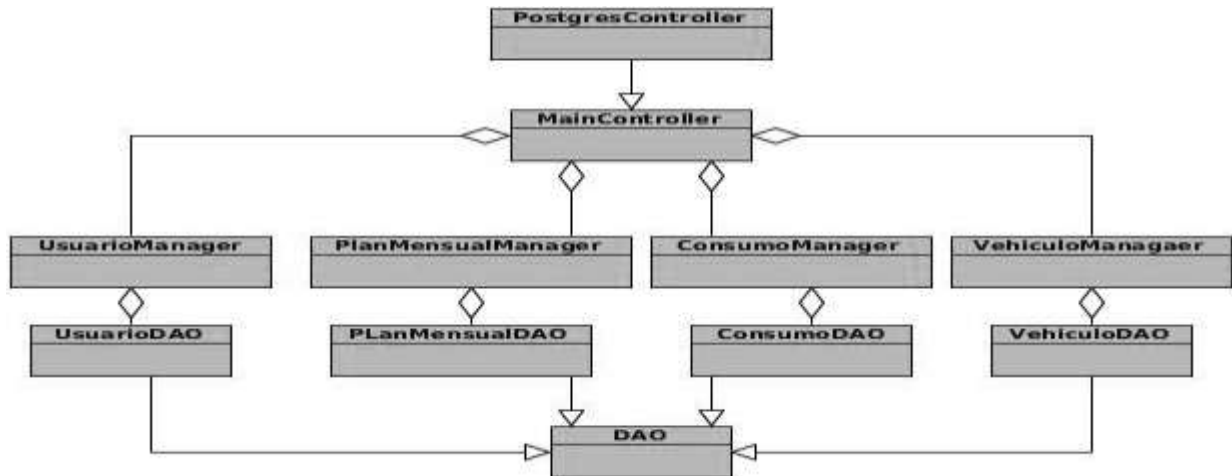 PostgresController
MainController
UsuarioManager
PlanMensualManager
ConsumoManager
VehiculoManagaer
UsuarioDAO
PLanMensualDAO
ConsumoDAO
VehiculoDAO
DAO